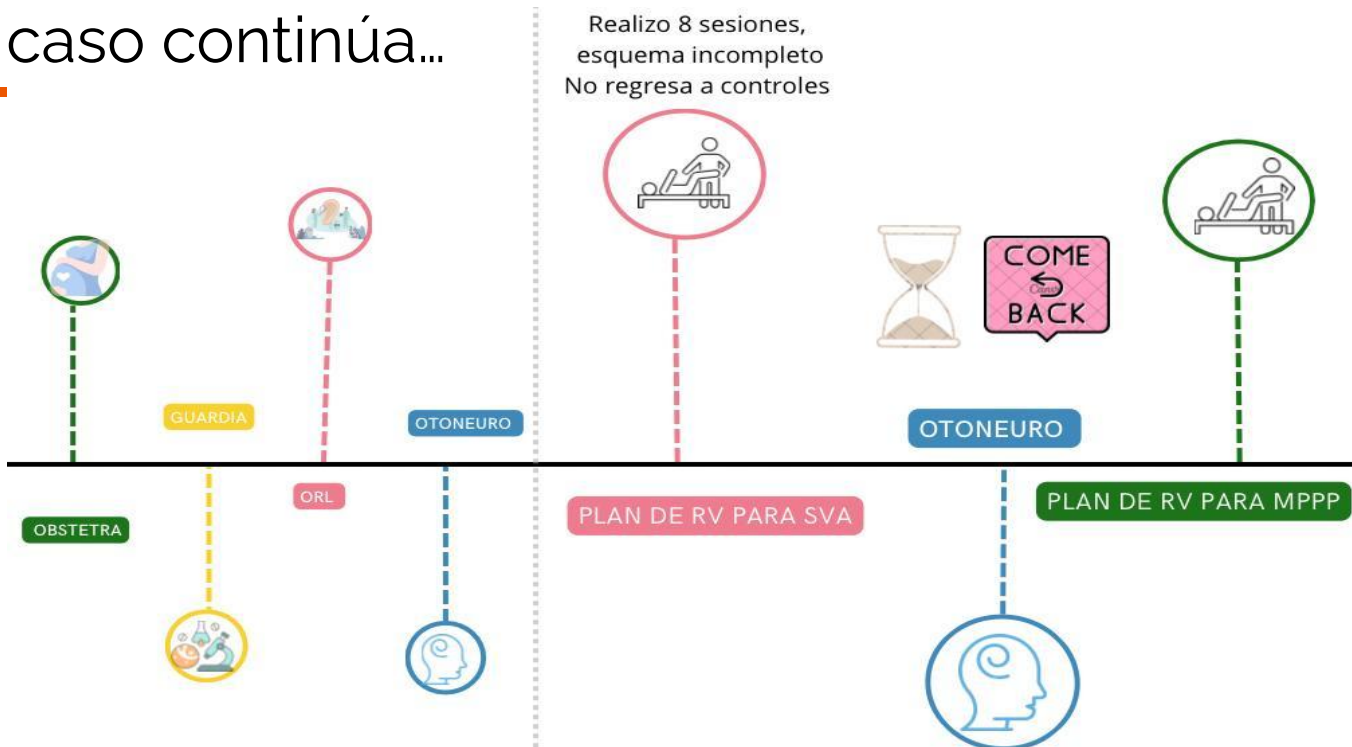 caso continúa...
Realizo 8 sesiones,
esquema incompleto
No regresa a controles
COME
Canva
BACK
GUARDIA
OTONEURO
OTONEURO
ORL
OBSTETRA
PLAN DE RV PARA SVA
PLAN DE RV PARA MPPP